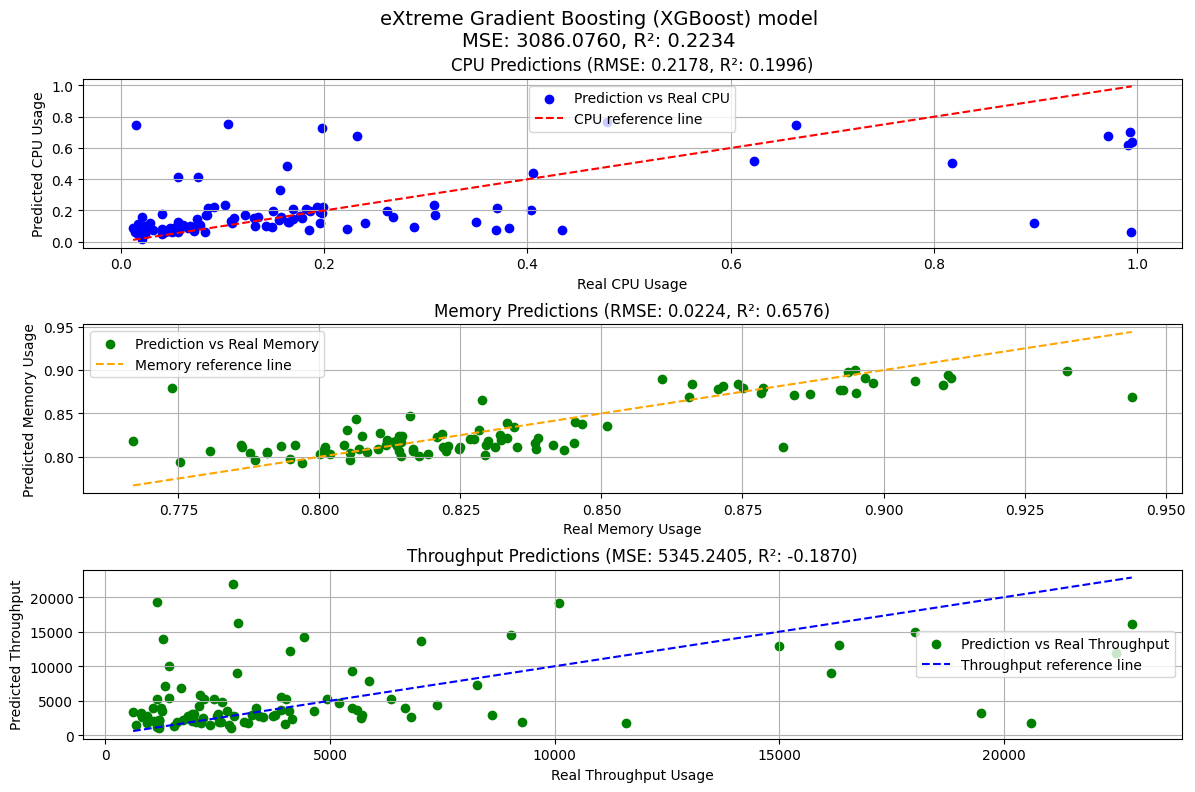 eXtreme Gradient Boosting (XGBoost) model
MSE: 3086.0760, R²: 0.2234
CPU Predictions (RMSE: 0.2178, R²: 0.1996)
Predicted CPU Usage
1.0
0.8
0.6
0.4
0.2
0.0
Prediction vs Real CPU
CPU reference line
0.0 0.2 0.4 0.6 0.8 1.0
Real CPU Usage
Memory Predictions (RMSE: 0.0224, R²: 0.6576)
Predicted Memory Usage
0.95
0.90
0.85
0.80
Prediction vs Real Memory
Memory reference line
0.775 0.800 0.825 0.850 0.875 0.900 0.925 0.950
Real Memory Usage
Throughput Predictions (MSE: 5345.2405, R²: -0.1870)
Predicted Throughput
20000
15000
10000
5000
0
Prediction vs Real Throughput
Throughput reference line
0 5000 10000 15000 20000
Real Throughput Usage